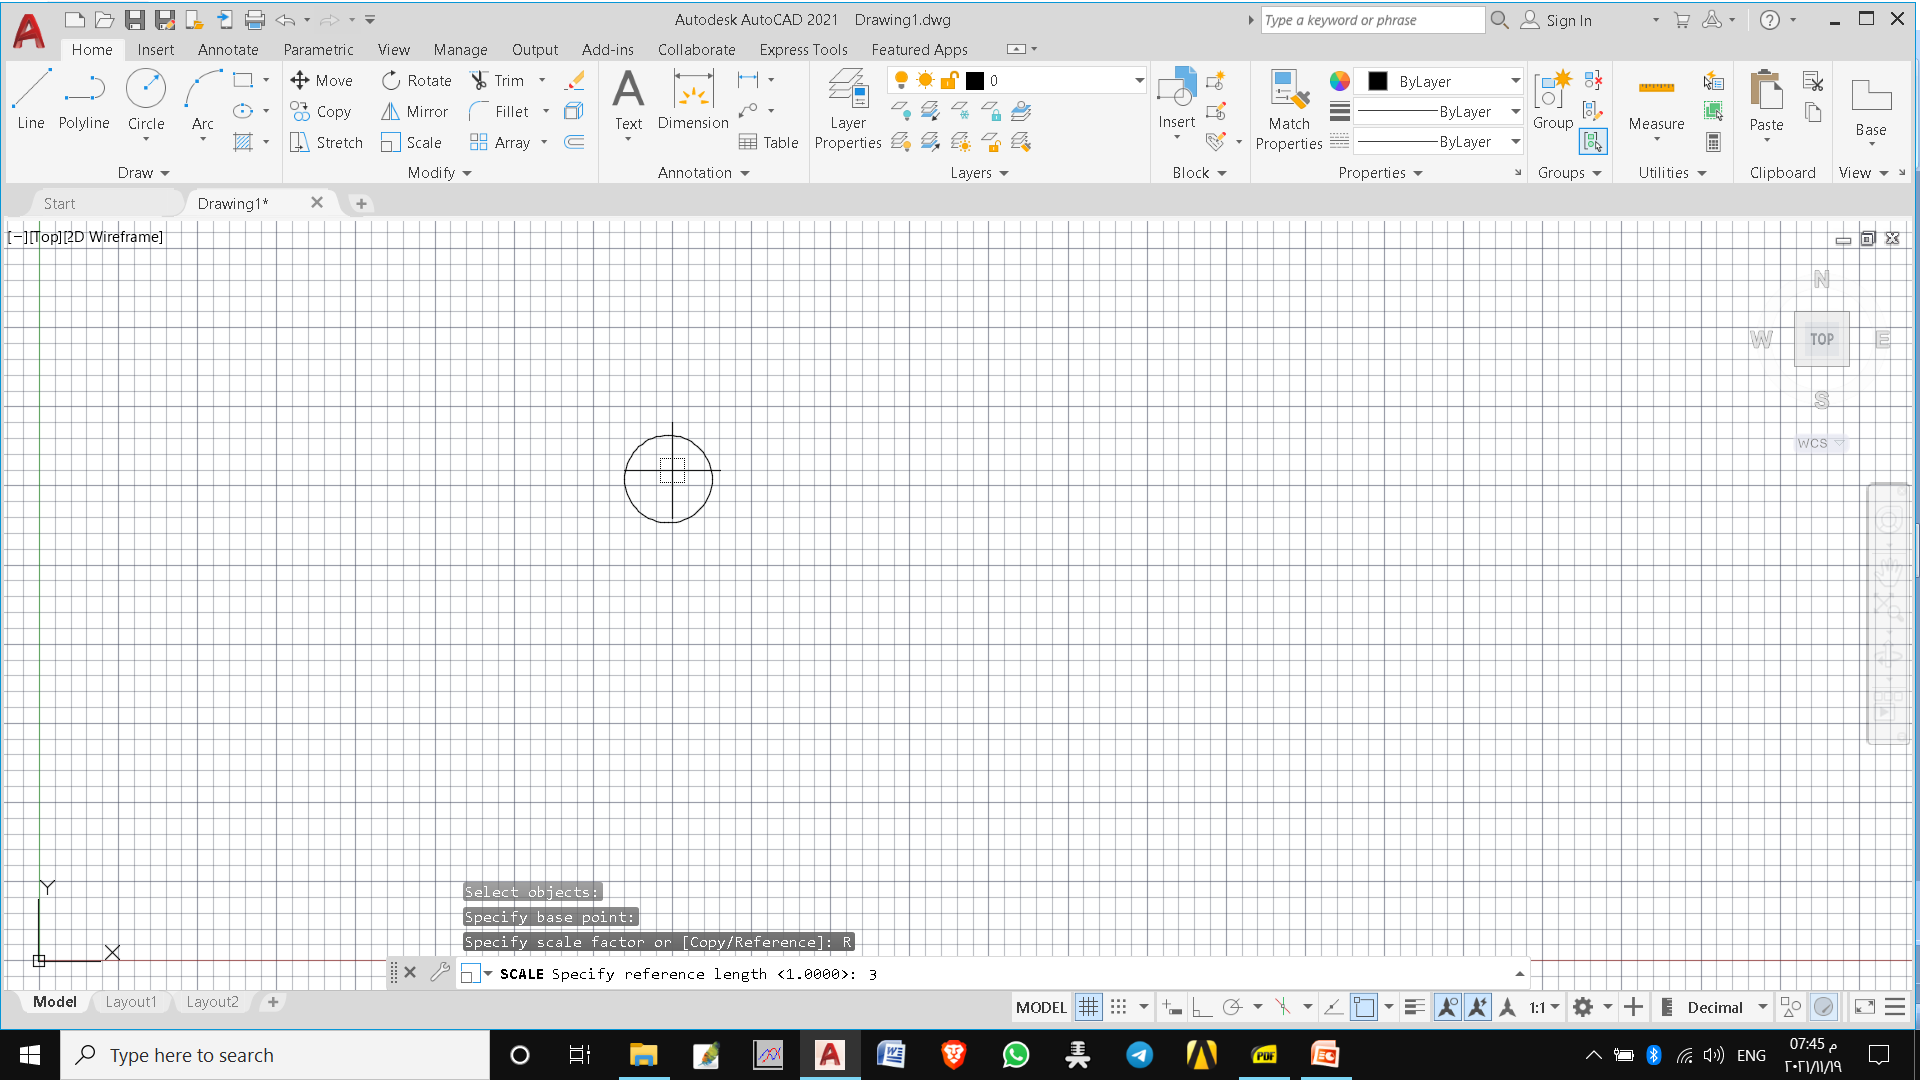 Autodesk AutoCAD 2021 Drawing1.dwg
Type a keyword or phrase
Sign In
Home Insert Annotate Parametric View Manage Output Add-ins Collaborate Express Tools Featured Apps
Line Polyline Circle Arc
Move Rotate Trim
Copy Mirror Fillet
Stretch Scale Array
Text Dimension Table
Layer Properties
0
Insert
Match Properties
ByLayer
ByLayer
ByLayer
Group
Measure
Paste
Base
Draw Modify Annotation Layers Block Properties Groups Utilities Clipboard View
Start Drawing1*
[−][Top][2D Wireframe]
N
W TOP E
S
WCS
Y
X
Select objects:
Specify base point:
Specify scale factor or [Copy/Reference]: R
SCALE Specify reference length <1.0000>: 3
Model Layout1 Layout2
MODEL 1:1 Decimal
Type here to search
PDF
ENG
07:45 م
٢٠٢١/١١/١٩